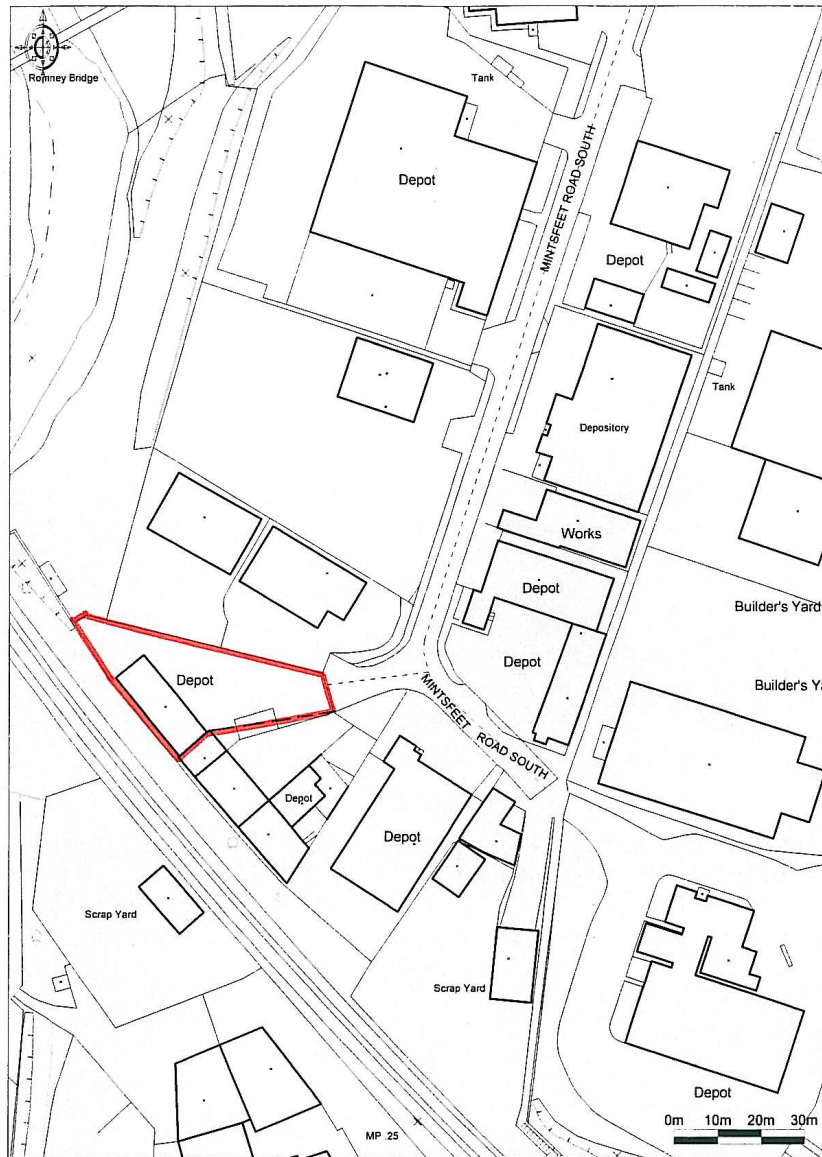 Romney Bridge
Tank
Depot
MINTSFEET ROAD SOUTH
Depot
Tank
Depository
Works
Depot
Builder's Yard
Depot
Depot
Builder's Ya
MINTSFEET ROAD SOUTH
Depot
Depot
Scrap Yard
Scrap Yard
Depot
0m 10m 20m 30m
MP .25